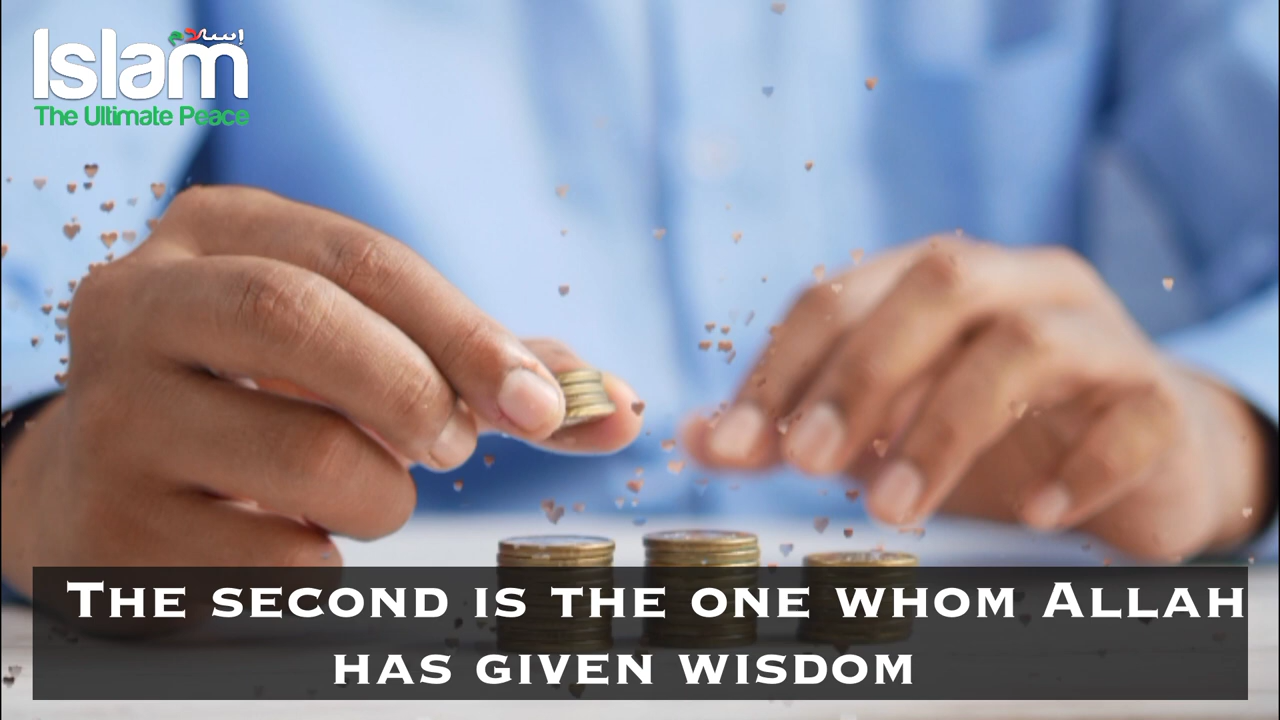 إسلام
Islam
The Ultimate Peace
The second is the one whom Allah
has given wisdom